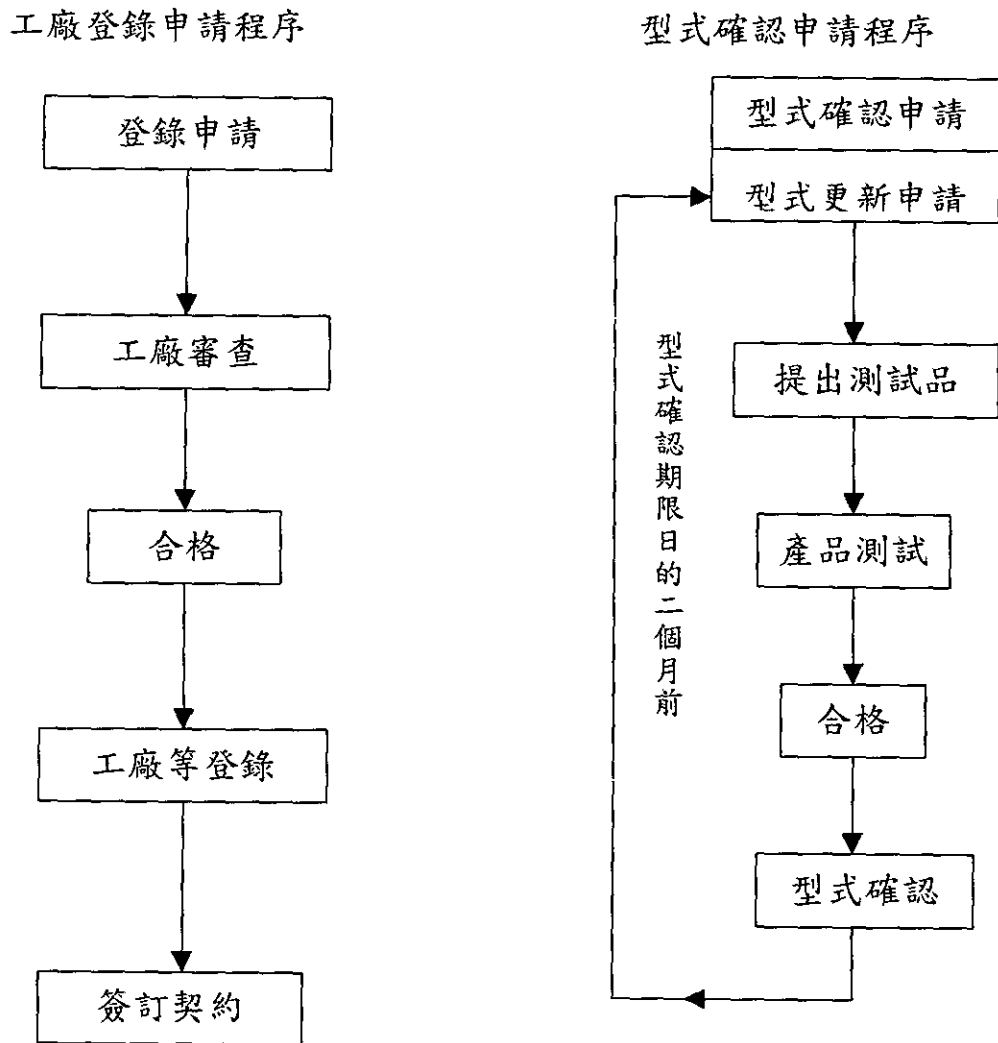 工廠登錄申請程序
登錄申請
工廠審查
合格
工廠等登錄
簽訂契約
型式確認申請程序
型式確認申請
型式更新申請
提出測試品
產品測試
合格
型式確認
型式確認期限日的二個月前